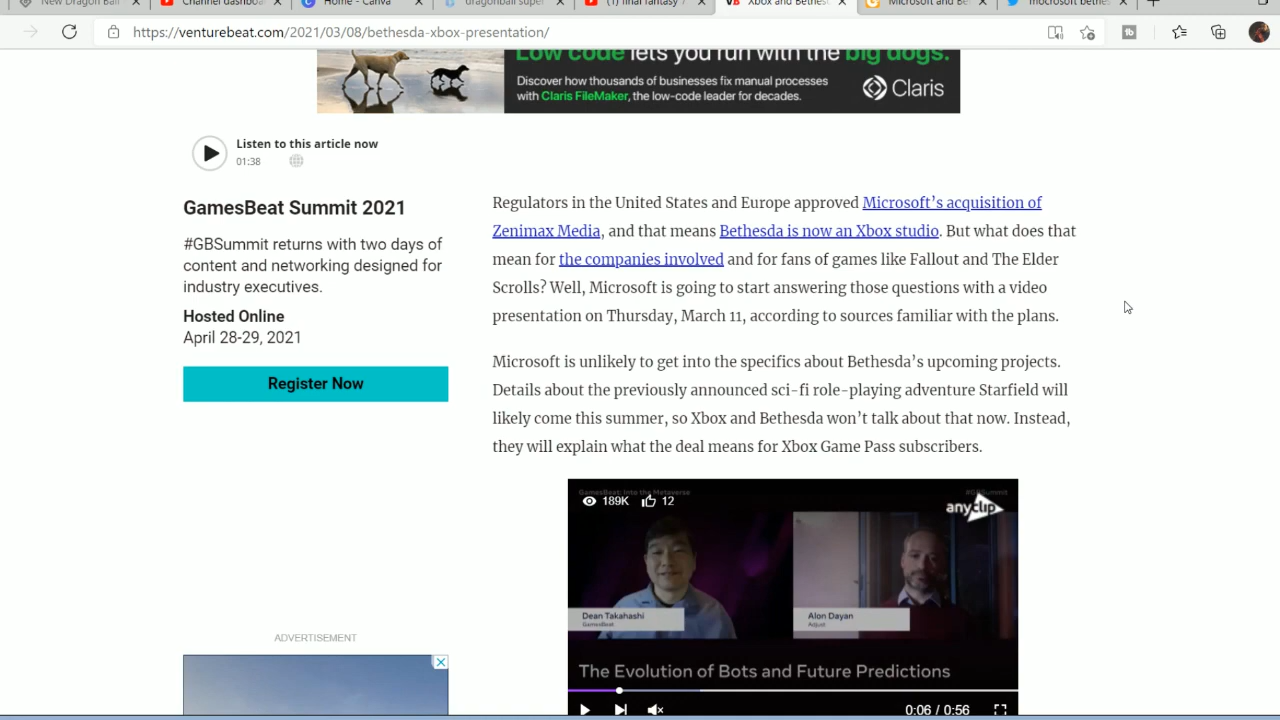 New Dragon Ball
Channel dashboa
Home - Canva
dragonball super
(1) final fantasy 7
Xbox and Bethes
Microsoft and Be
mocrosoft bethes
https://venturebeat.com/2021/03/08/bethesda-xbox-presentation/
Low code lets you run with the big dogs.
Discover how thousands of businesses fix manual processes
with Claris FileMaker, the low-code leader for decades.
Claris
Listen to this article now
01:38
GamesBeat Summit 2021
#GBSummit returns with two days of
content and networking designed for
industry executives.
Hosted Online
April 28-29, 2021
Register Now
ADVERTISEMENT
Regulators in the United States and Europe approved Microsoft’s acquisition of
Zenimax Media, and that means Bethesda is now an Xbox studio. But what does that
mean for the companies involved and for fans of games like Fallout and The Elder
Scrolls? Well, Microsoft is going to start answering those questions with a video
presentation on Thursday, March 11, according to sources familiar with the plans.
Microsoft is unlikely to get into the specifics about Bethesda’s upcoming projects.
Details about the previously announced sci-fi role-playing adventure Starfield will
likely come this summer, so Xbox and Bethesda won’t talk about that now. Instead,
they will explain what the deal means for Xbox Game Pass subscribers.
GamesBeat: Into the Metaverse
#GBSummit
189K 12
anyclip
Dean Takahashi
GamesBeat
Alon Dayan
Adjust
The Evolution of Bots and Future Predictions
0:06 / 0:56